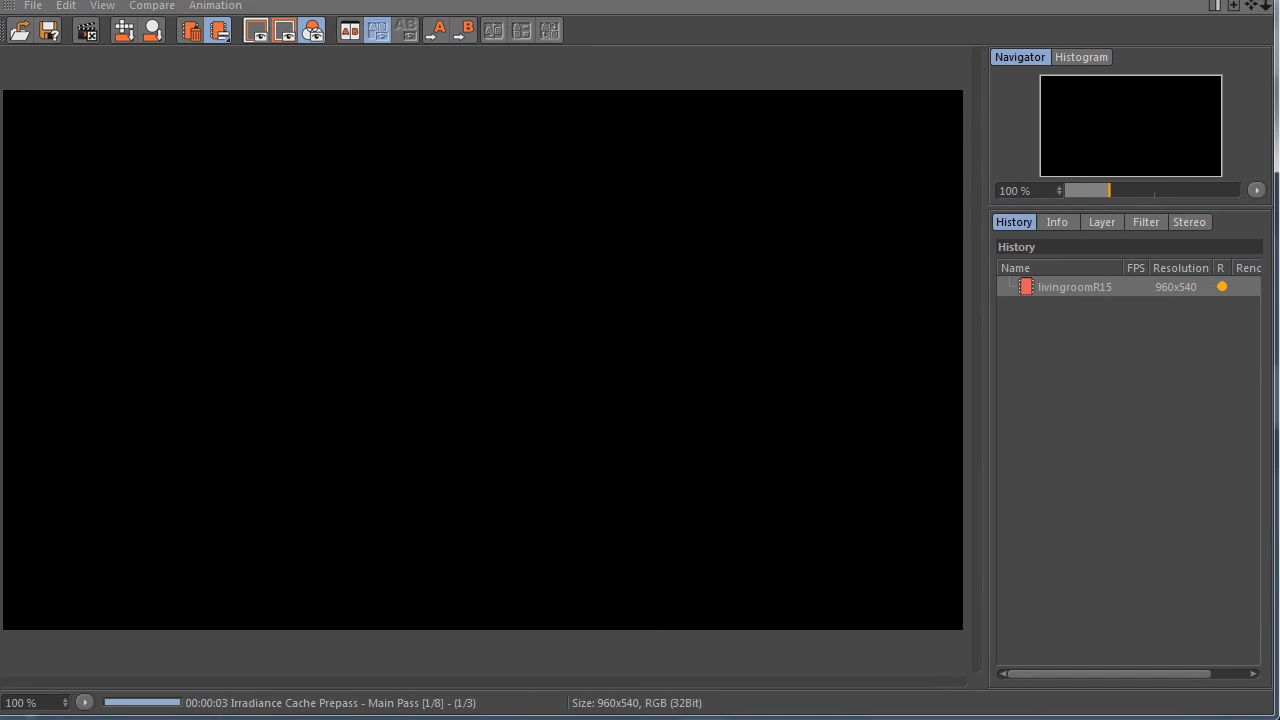 File Edit View Compare Animation
Navigator Histogram
100 %
History Info Layer Filter Stereo
History
Name FPS Resolution R Renc
livingroomR15 960x540
100 % 00:00:03 Irradiance Cache Prepass - Main Pass [1/8] - (1/3) Size: 960x540, RGB (32Bit)